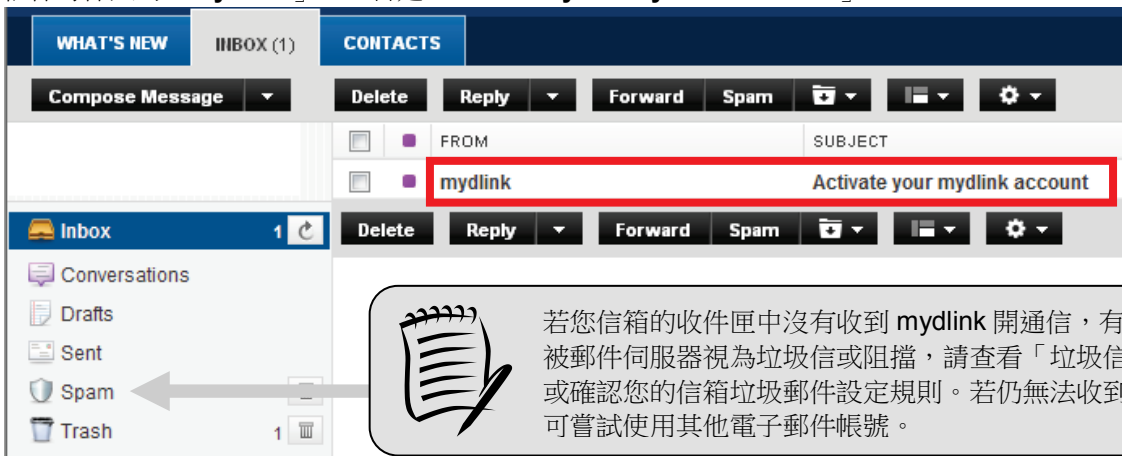 WHAT'S NEW INBOX (1) CONTACTS
Compose Message Delete Reply Forward Spam
FROM SUBJECT
mydlink Activate your mydlink account
Inbox 1 Delete Reply Forward Spam
Conversations
Drafts
Sent
Spam
Trash 1
若您信箱的收件匣中沒有收到 mydlink 開通信，有
被郵件伺服器視為垃圾信或阻擋，請查看「垃圾信
或確認您的信箱垃圾郵件設定規則。若仍無法收到
可嘗試使用其他電子郵件帳號。